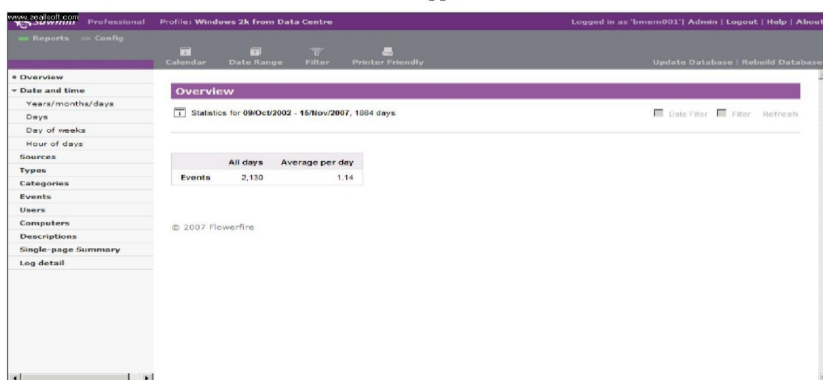 www.zeallsoft.com
Sawmill Professional Profile: Windows 2k from Data Centre Logged in as 'bmem001'| Admin | Logout | Help | About
Reports Config
Calendar Date Range Filter Printer Friendly Update Database | Rebuild Database
Overview
Date and time
Years/months/days
Days
Day of weeks
Hour of days
Sources
Types
Categories
Events
Users
Computers
Descriptions
Single-page Summary
Log detail
Overview
Statistics for 09/Oct/2002 - 15/Nov/2007, 1864 days Date Filter Filter Refresh
All days Average per day
Events 2,130 1.14
© 2007 Flowerfire